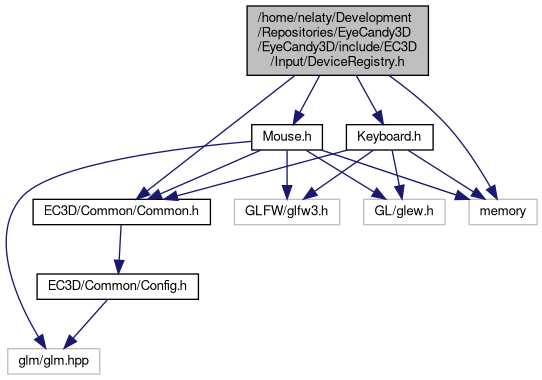 /home/nelaty/Development
/Repositories/EyeCandy3D
/EyeCandy3D/include/EC3D
/Input/DeviceRegistry.h
Mouse.h
Keyboard.h
EC3D/Common/Common.h
GLFW/glfw3.h
GL/glew.h
memory
EC3D/Common/Config.h
glm/glm.hpp